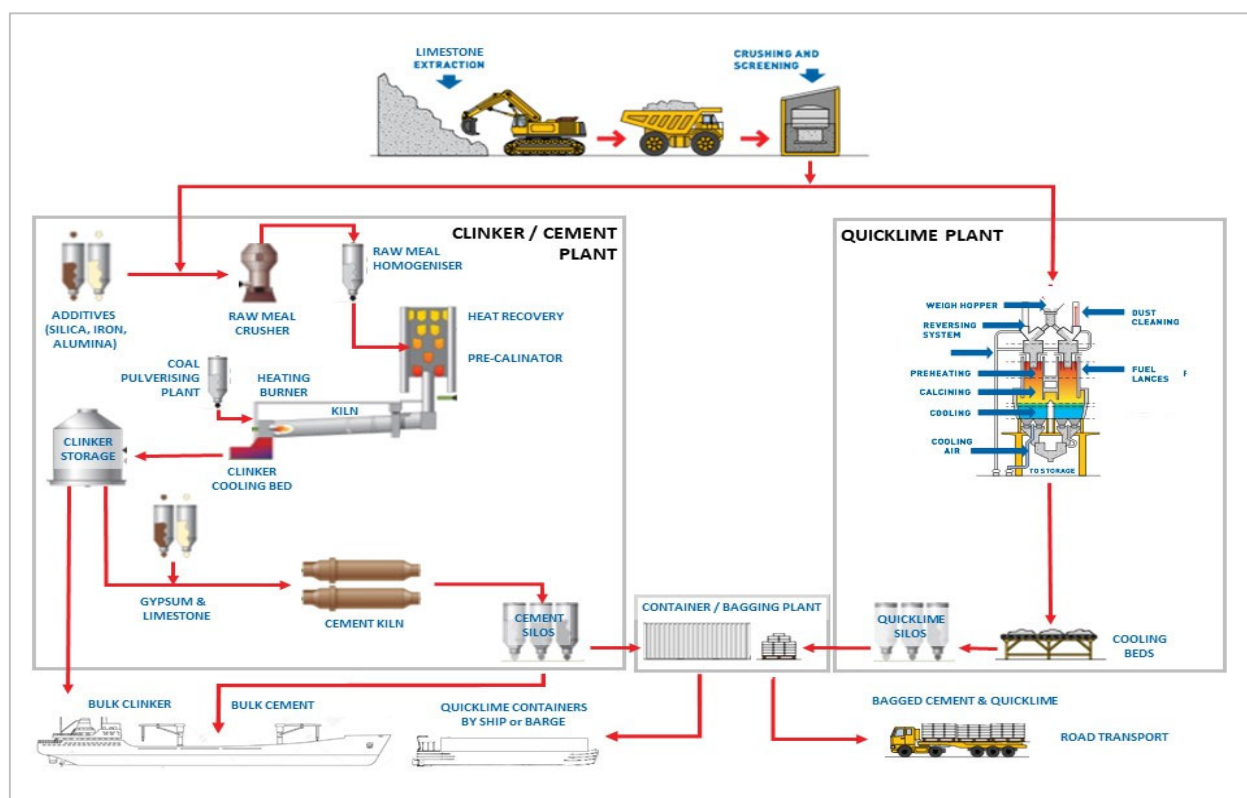 LIMESTONE
EXTRACTION
CRUSHING AND
SCREENING
CLINKER / CEMENT
PLANT
ADDITIVES
(SILICA, IRON,
ALUMINA)
RAW MEAL
CRUSHER
RAW MEAL
HOMOGENISER
HEAT RECOVERY
PRE-CALINATOR
COAL
PULVERISING
PLANT
HEATING
BURNER
KILN
CLINKER
STORAGE
CLINKER
COOLING BED
GYPSUM &
LIMESTONE
CEMENT KILN
CEMENT
SILOS
QUICKLIME PLANT
WEIGH HOPPER
REVERSING
SYSTEM
DUST
CLEANING
PREHEATING
FUEL
LANCES
F
CALCINING
COOLING
COOLING
AIR
TO STORAGE
CONTAINER / BAGGING PLANT
QUICKLIME
SILOS
COOLING
BEDS
BULK CLINKER
BULK CEMENT
QUICKLIME CONTAINERS
BY SHIP or BARGE
BAGGED CEMENT & QUICKLIME
ROAD TRANSPORT